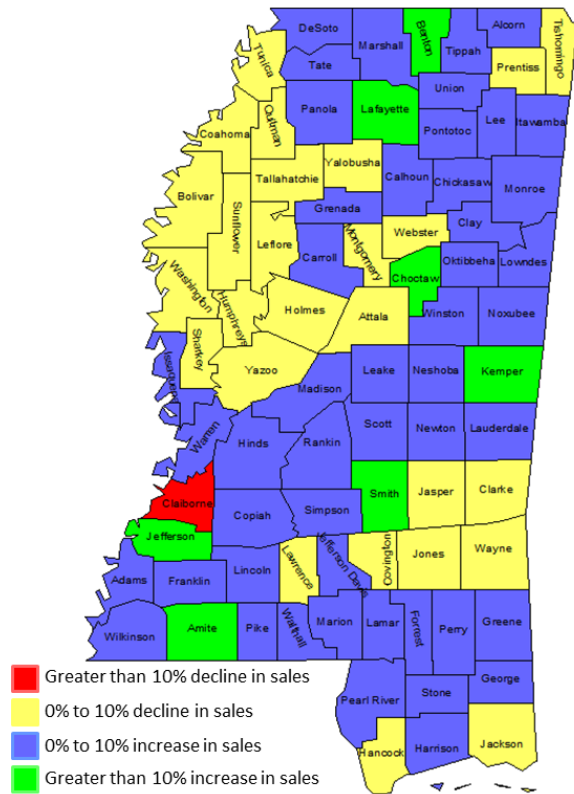 DeSoto
Marshall
Benton
Tippah
Alcorn
Tishomingo
Tunica
Tate
Prentiss
Panola
Lafayette
Union
Lee
Itawamba
Quitman
Coahoma
Pontotoc
Yalobusha
Tallahatchie
Calhoun
Chickasaw
Monroe
Bolivar
Sunflower
Grenada
Leflore
Carroll
Montgomery
Webster
Clay
Oktibbeha
Lowndes
Choctaw
Washington
Humphreys
Holmes
Attala
Winston
Noxubee
Sharkey
Issaquena
Yazoo
Madison
Leake
Neshoba
Kemper
Warren
Hinds
Rankin
Scott
Newton
Lauderdale
Claiborne
Copiah
Simpson
Smith
Jasper
Clarke
Jefferson
Lawrence
Jefferson Davis
Covington
Jones
Wayne
Adams
Franklin
Lincoln
Wilkinson
Amite
Pike
Walthall
Marion
Lamar
Forrest
Perry
Greene
Pearl River
Stone
George
Hancock
Harrison
Jackson
Greater than 10% decline in sales
0% to 10% decline in sales
0% to 10% increase in sales
Greater than 10% increase in sales